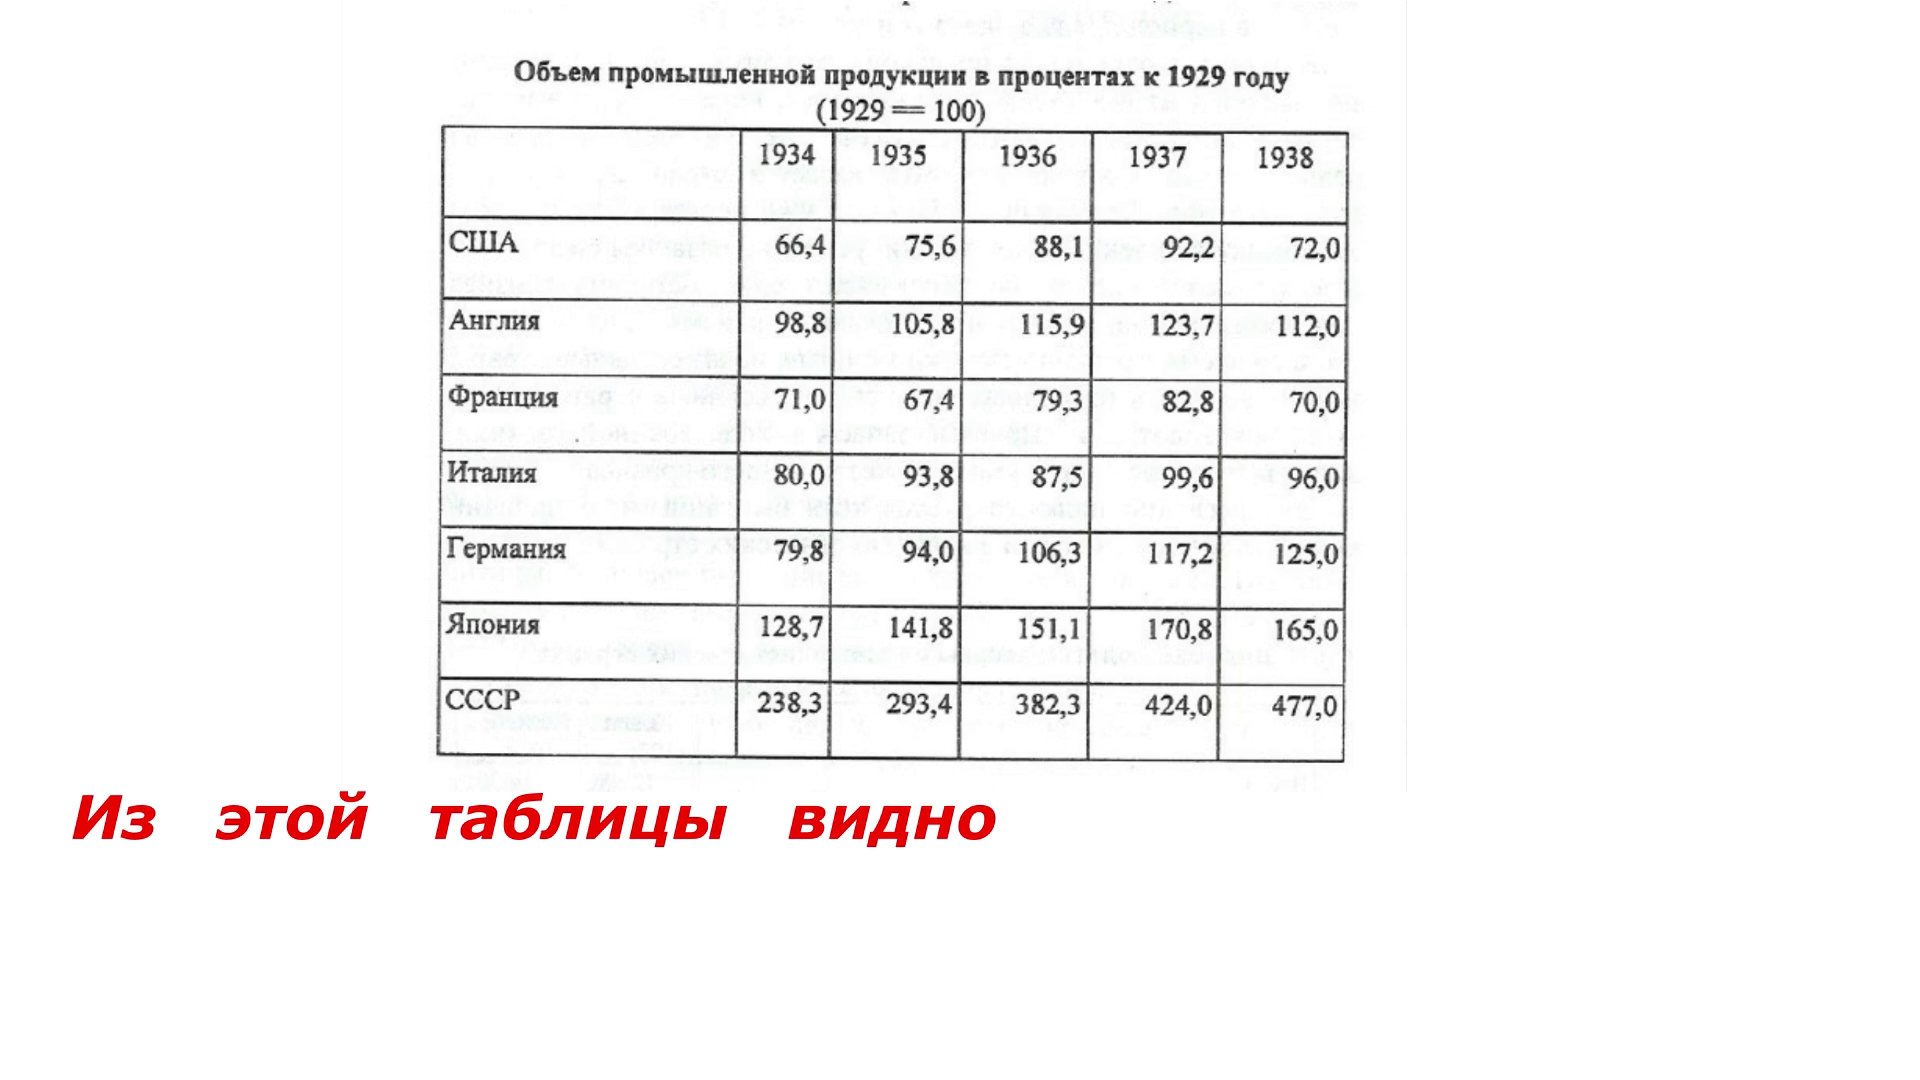 Объем промышленной продукции в процентах к 1929 году
(1929 == 100)
1934 1935 1936 1937 1938
США 66,4 75,6 88,1 92,2 72,0
Англия 98,8 105,8 115,9 123,7 112,0
Франция 71,0 67,4 79,3 82,8 70,0
Италия 80,0 93,8 87,5 99,6 96,0
Германия 79,8 94,0 106,3 117,2 125,0
Япония 128,7 141,8 151,1 170,8 165,0
СССР 238,3 293,4 382,3 424,0 477,0
Из этой таблицы видно